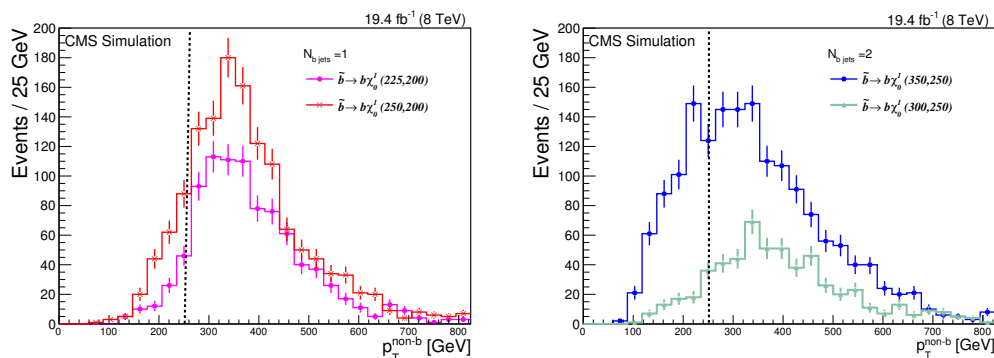 19.4 fb⁻¹ (8 TeV)
CMS Simulation
N_{b jets} =1
b̃→ bχ₀¹ (225,200)
b̃→ bχ₀¹ (250,200)
Events / 25 GeV
200
180
160
140
120
100
80
60
40
20
0
0 100 200 300 400 500 600 700 800
p_T^{non-b} [GeV]
19.4 fb⁻¹ (8 TeV)
CMS Simulation
N_{b jets} =2
b̃→ bχ₀¹ (350,250)
b̃→ bχ₀¹ (300,250)
Events / 25 GeV
200
180
160
140
120
100
80
60
40
20
0
0 100 200 300 400 500 600 700 800
p_T^{non-b} [GeV]